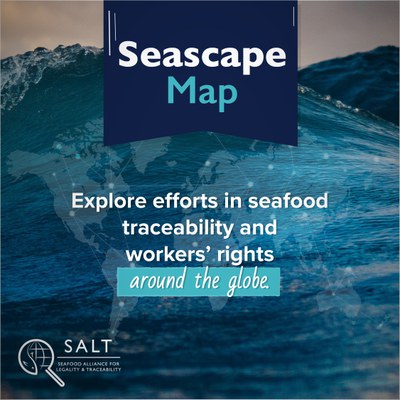 Seascape
Map
Explore efforts in seafood
traceability and
workers’ rights
around the globe.
SALT
SEAFOOD ALLIANCE FOR
LEGALITY & TRACEABILITY